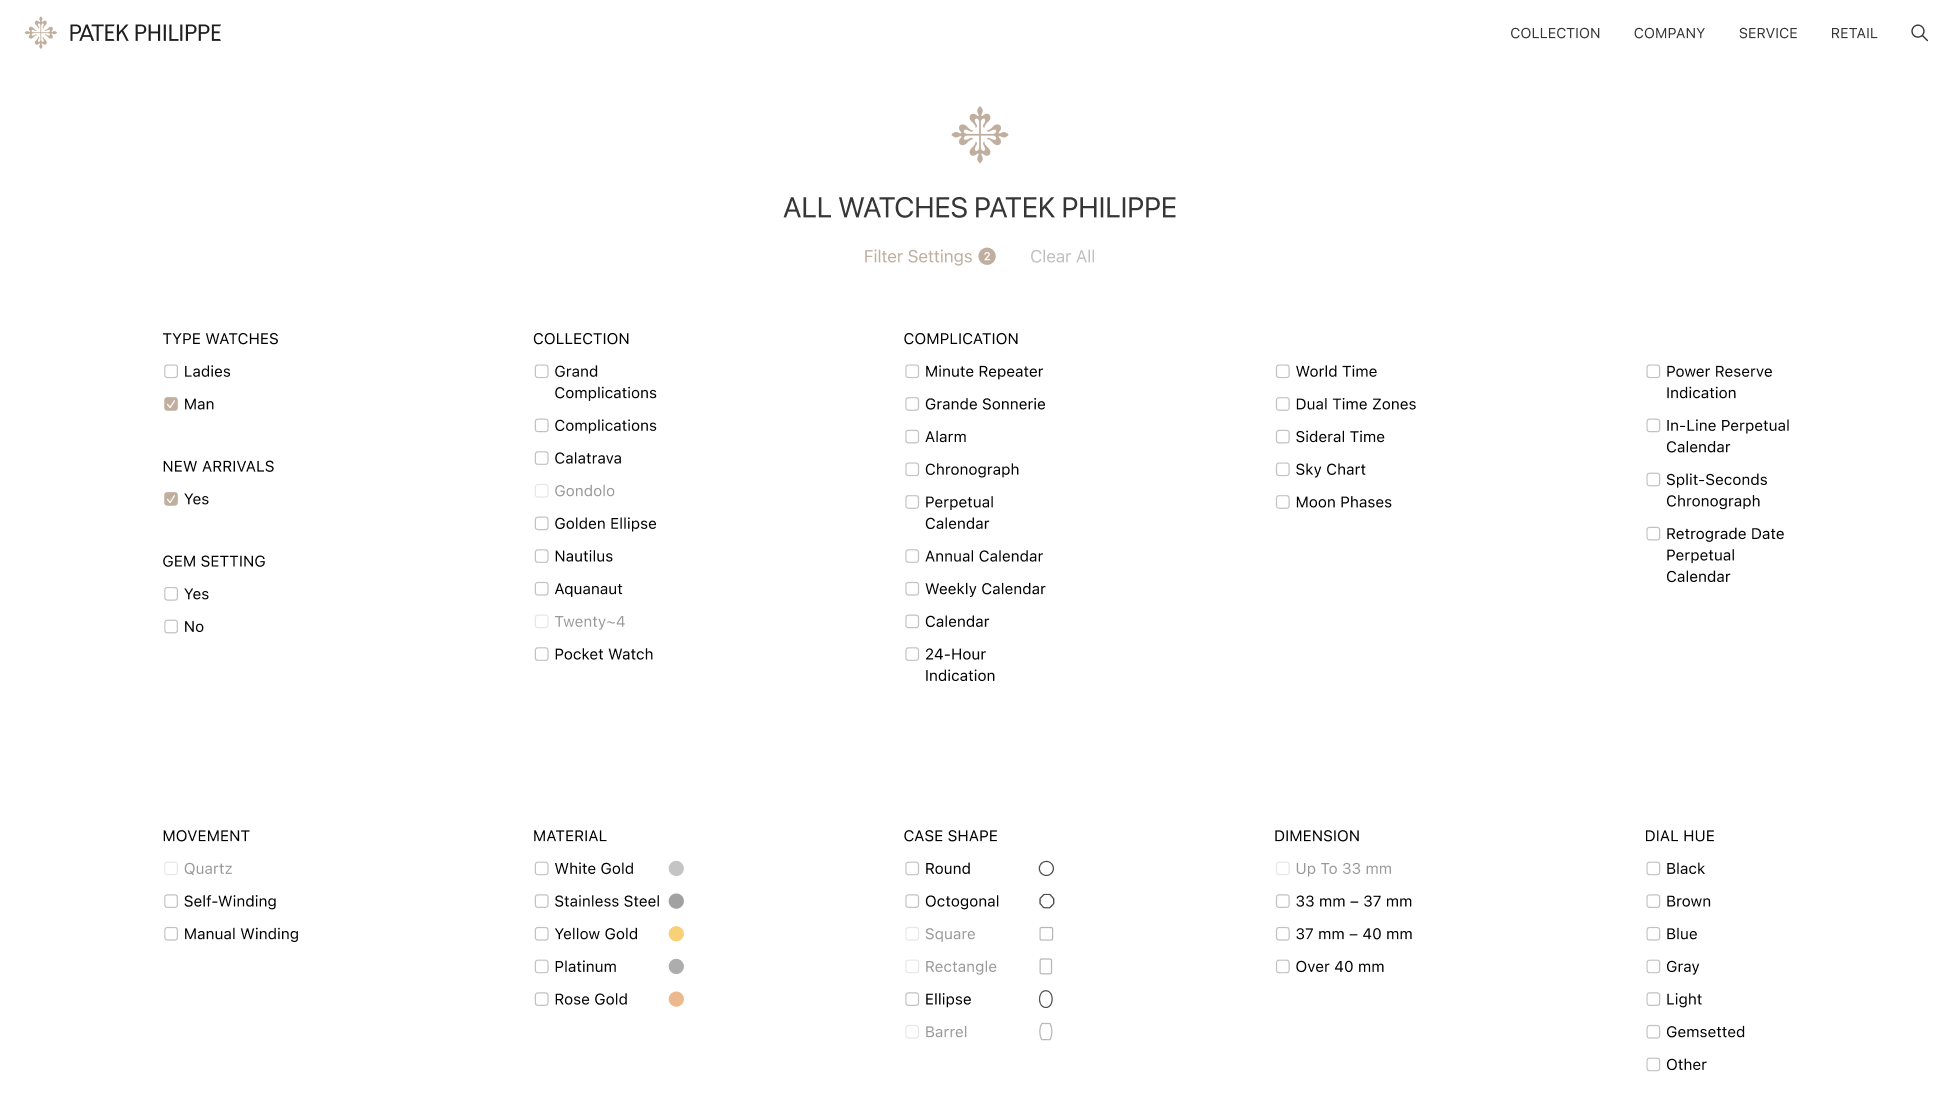 PATEK PHILIPPE
COLLECTION
COMPANY
SERVICE
RETAIL
ALL WATCHES PATEK PHILIPPE
Filter Settings 2
Clear All
TYPE WATCHES
Ladies
Man
NEW ARRIVALS
Yes
GEM SETTING
Yes
No
COLLECTION
Grand
Complications
Complications
Calatrava
Gondolo
Golden Ellipse
Nautilus
Aquanaut
Twenty~4
Pocket Watch
COMPLICATION
Minute Repeater
Grande Sonnerie
Alarm
Chronograph
Perpetual
Calendar
Annual Calendar
Weekly Calendar
Calendar
24-Hour
Indication
World Time
Dual Time Zones
Sideral Time
Sky Chart
Moon Phases
Power Reserve
Indication
In-Line Perpetual
Calendar
Split-Seconds
Chronograph
Retrograde Date
Perpetual
Calendar
MOVEMENT
Quartz
Self-Winding
Manual Winding
MATERIAL
White Gold
Stainless Steel
Yellow Gold
Platinum
Rose Gold
CASE SHAPE
Round
Octogonal
Square
Rectangle
Ellipse
Barrel
DIMENSION
Up To 33 mm
33 mm – 37 mm
37 mm – 40 mm
Over 40 mm
DIAL HUE
Black
Brown
Blue
Gray
Light
Gemsetted
Other